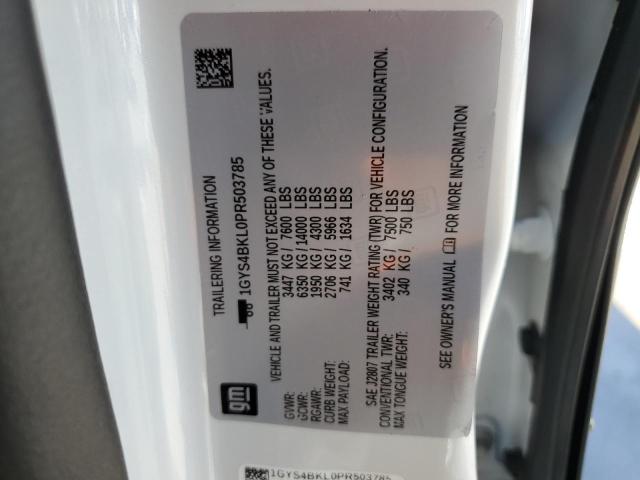 TRAILERING INFORMATION
1GYS4BKL0PR503785
VEHICLE AND TRAILER MUST NOT EXCEED ANY OF THESE VALUES.
GVWR: 3447 KG / 7600 LBS
GCWR: 6350 KG / 14000 LBS
RGAWR: 1950 KG / 4300 LBS
CURB WEIGHT: 2706 KG / 5966 LBS
MAX PAYLOAD: 741 KG / 1634 LBS
SAE J2807 TRAILER WEIGHT RATING (TWR) FOR VEHICLE CONFIGURATION.
CONVENTIONAL TWR: 3402 KG / 7500 LBS
MAX TONGUE WEIGHT: 340 KG / 750 LBS
SEE OWNER'S MANUAL FOR MORE INFORMATION
gm
1GYS4BKL0PR503785